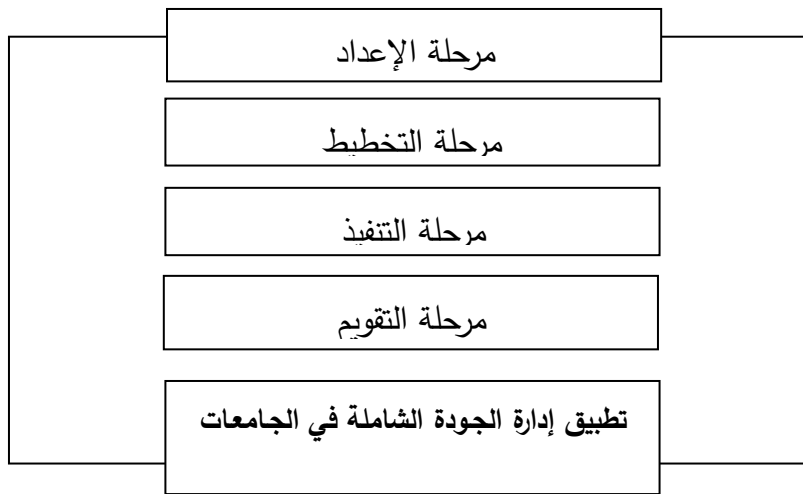 مرحلة الإعداد
مرحلة التخطيط
مرحلة التنفيذ
مرحلة التقويم
تطبيق إدارة الجودة الشاملة في الجامعات